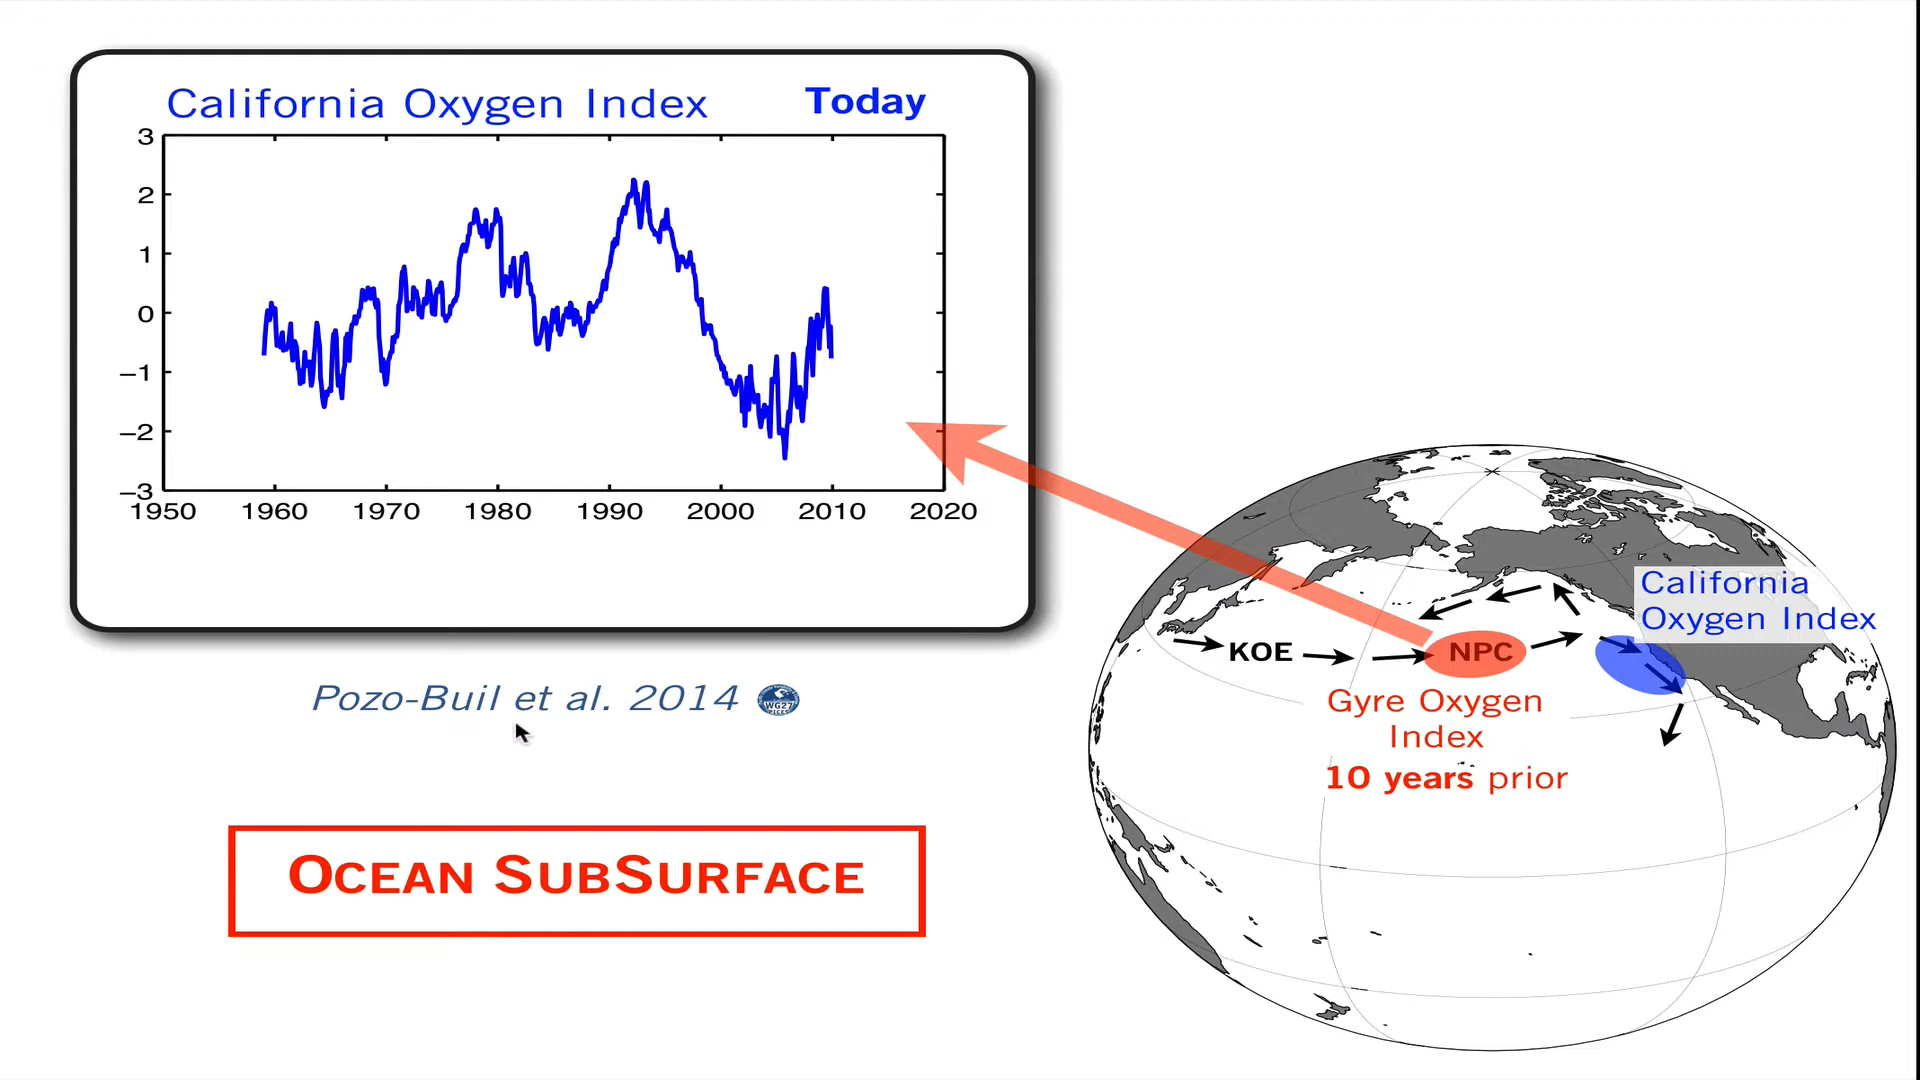 California Oxygen Index
Today
3
2
1
0
−1
−2
−3
1950 1960 1970 1980 1990 2000 2010 2020
Pozo-Buil et al. 2014
WG27
OCEAN SUBSURFACE
California
Oxygen Index
KOE
NPC
Gyre Oxygen
Index
10 years prior